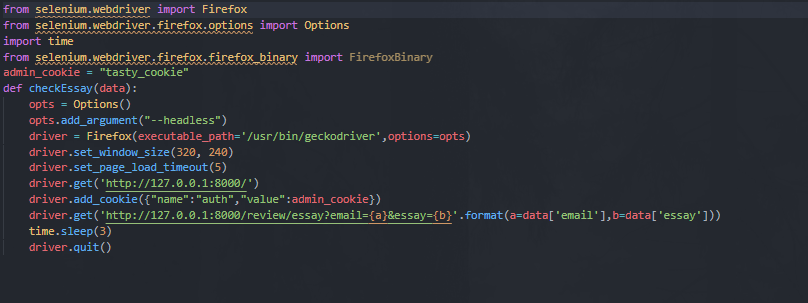 from selenium.webdriver import Firefox
from selenium.webdriver.firefox.options import Options
import time
from selenium.webdriver.firefox.firefox_binary import FirefoxBinary
admin_cookie = "tasty_cookie"
def checkEssay(data):
    opts = Options()
    opts.add_argument("--headless")
    driver = Firefox(executable_path='/usr/bin/geckodriver',options=opts)
    driver.set_window_size(320, 240)
    driver.set_page_load_timeout(5)
    driver.get('http://127.0.0.1:8000/')
    driver.add_cookie({"name":"auth","value":admin_cookie})
    driver.get('http://127.0.0.1:8000/review/essay?email={a}&essay={b}'.format(a=data['email'],b=data['essay']))
    time.sleep(3)
    driver.quit()